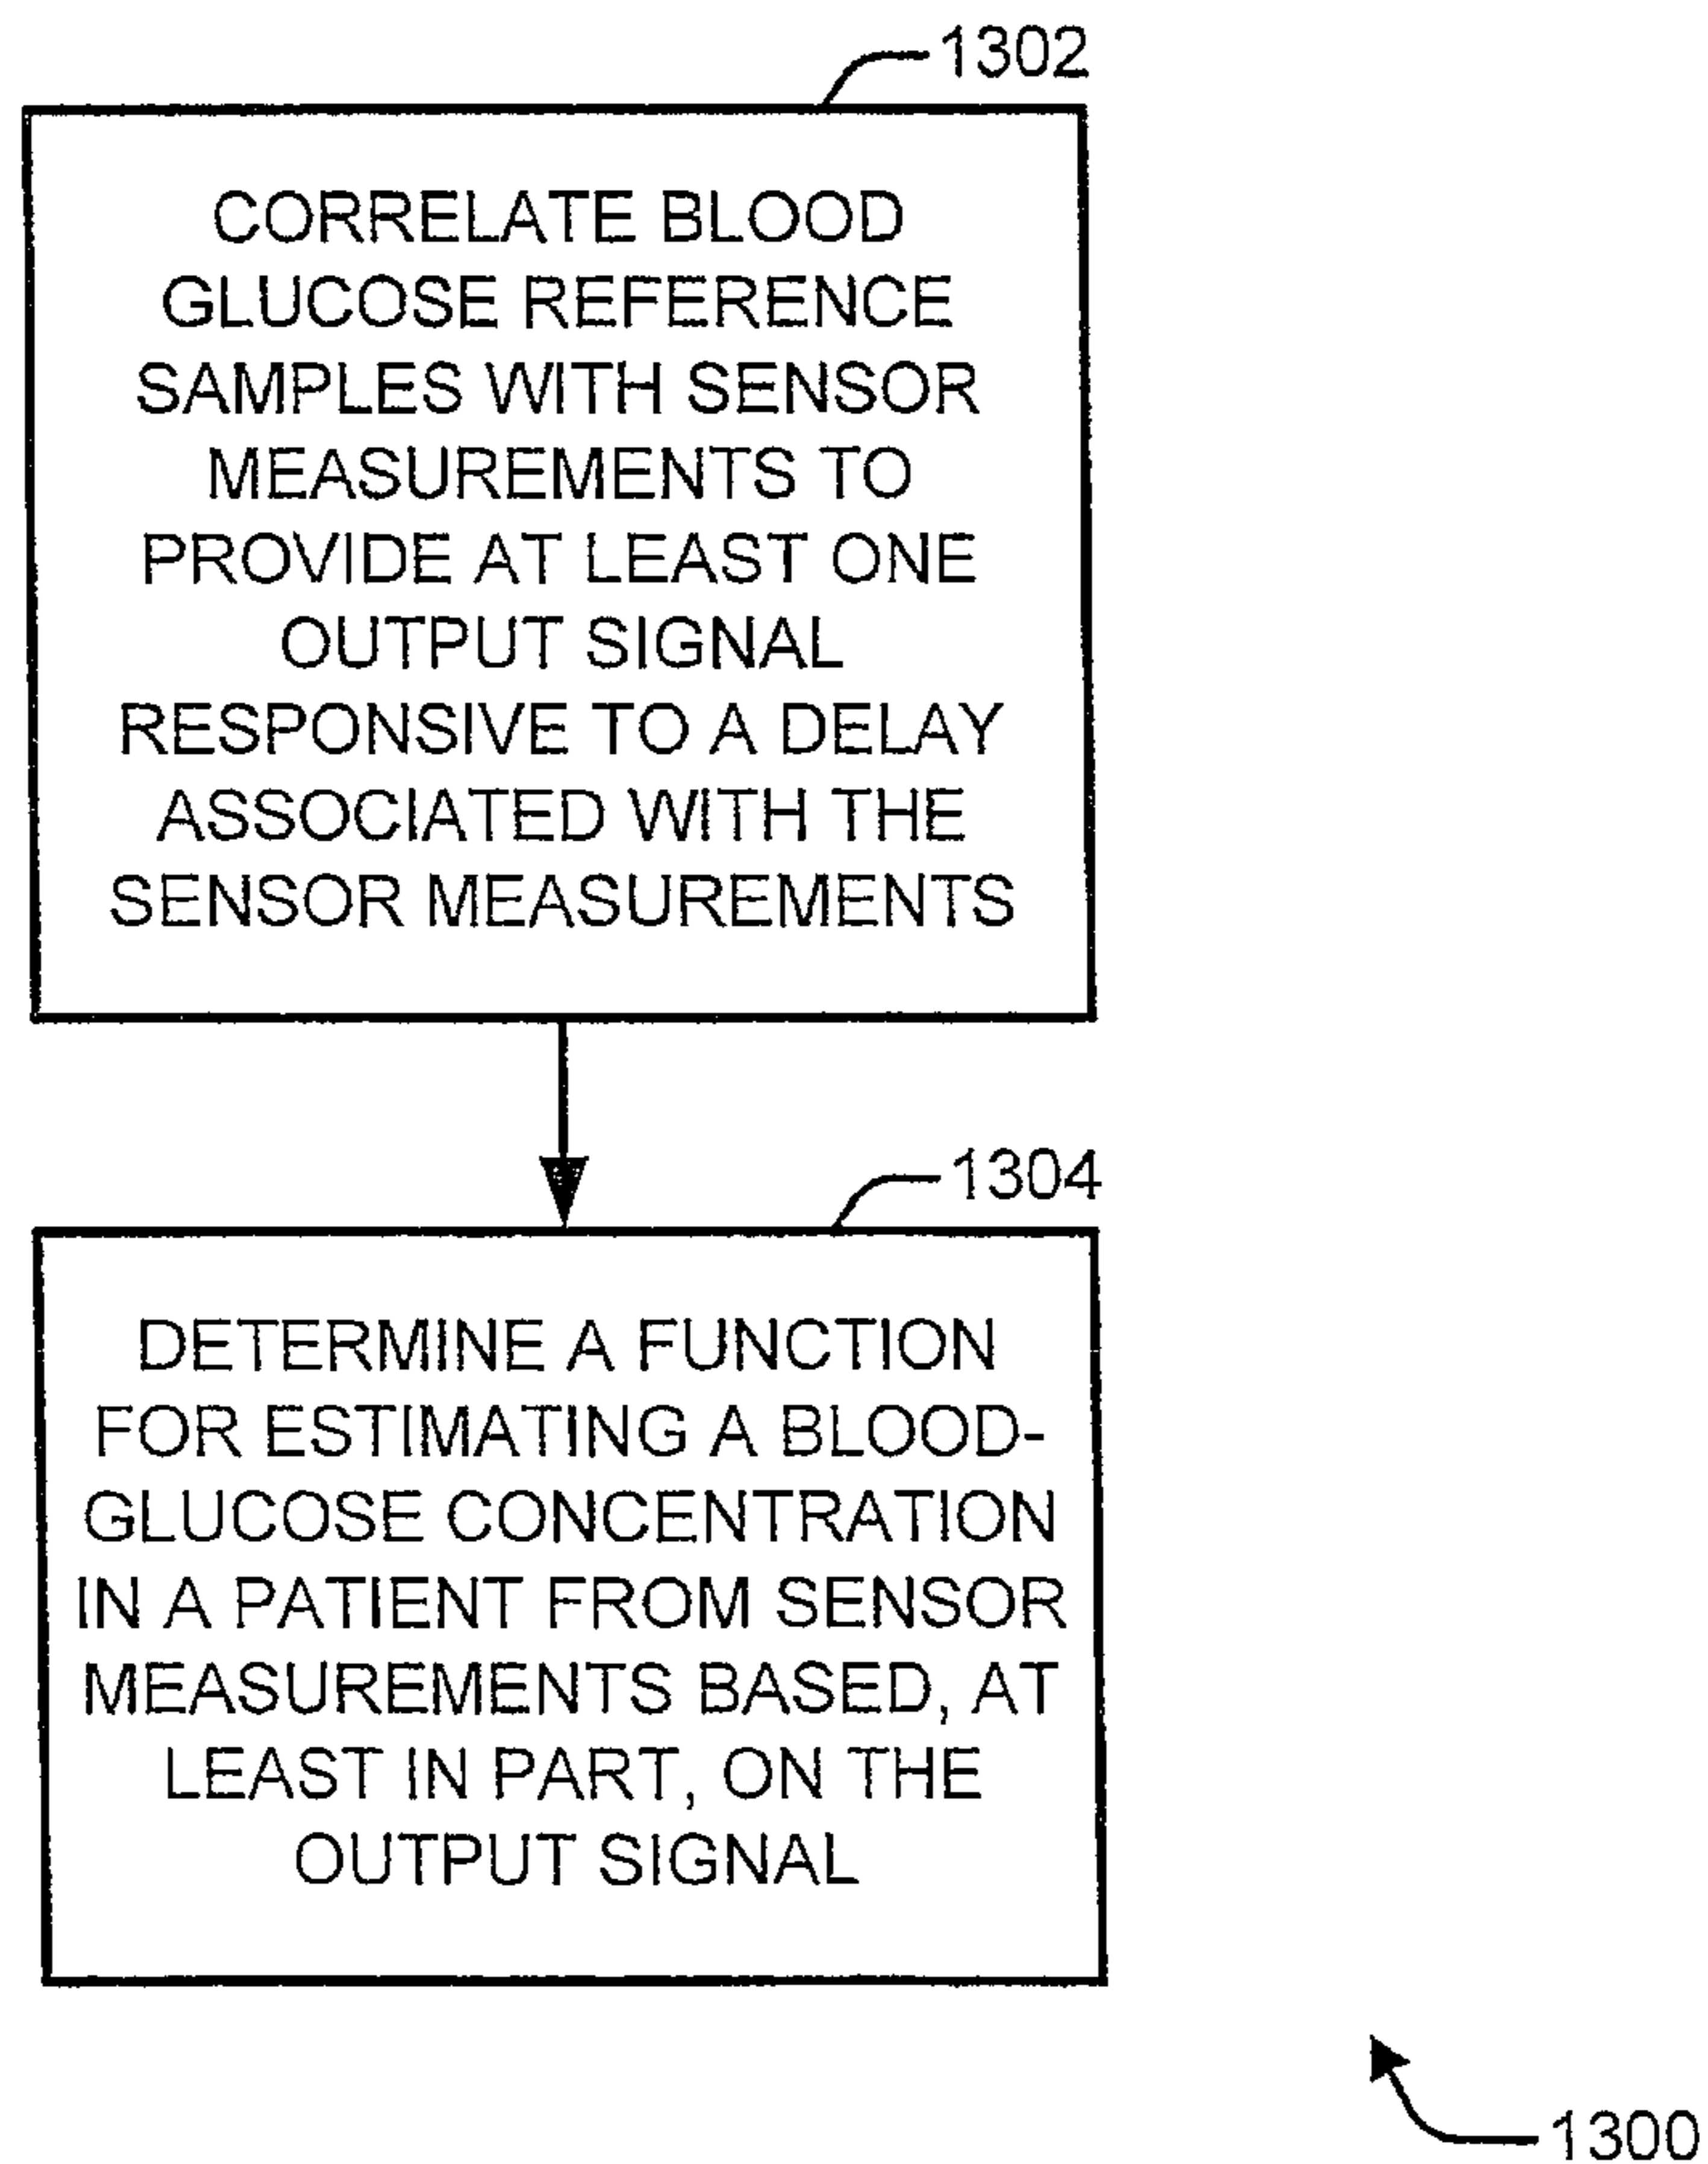 1302
CORRELATE BLOOD
GLUCOSE REFERENCE
SAMPLES WITH SENSOR
MEASUREMENTS TO
PROVIDE AT LEAST ONE
OUTPUT SIGNAL
RESPONSIVE TO A DELAY
ASSOCIATED WITH THE
SENSOR MEASUREMENTS
1304
DETERMINE A FUNCTION
FOR ESTIMATING A BLOOD-
GLUCOSE CONCENTRATION
IN A PATIENT FROM SENSOR
MEASUREMENTS BASED, AT
LEAST IN PART, ON THE
OUTPUT SIGNAL
1300